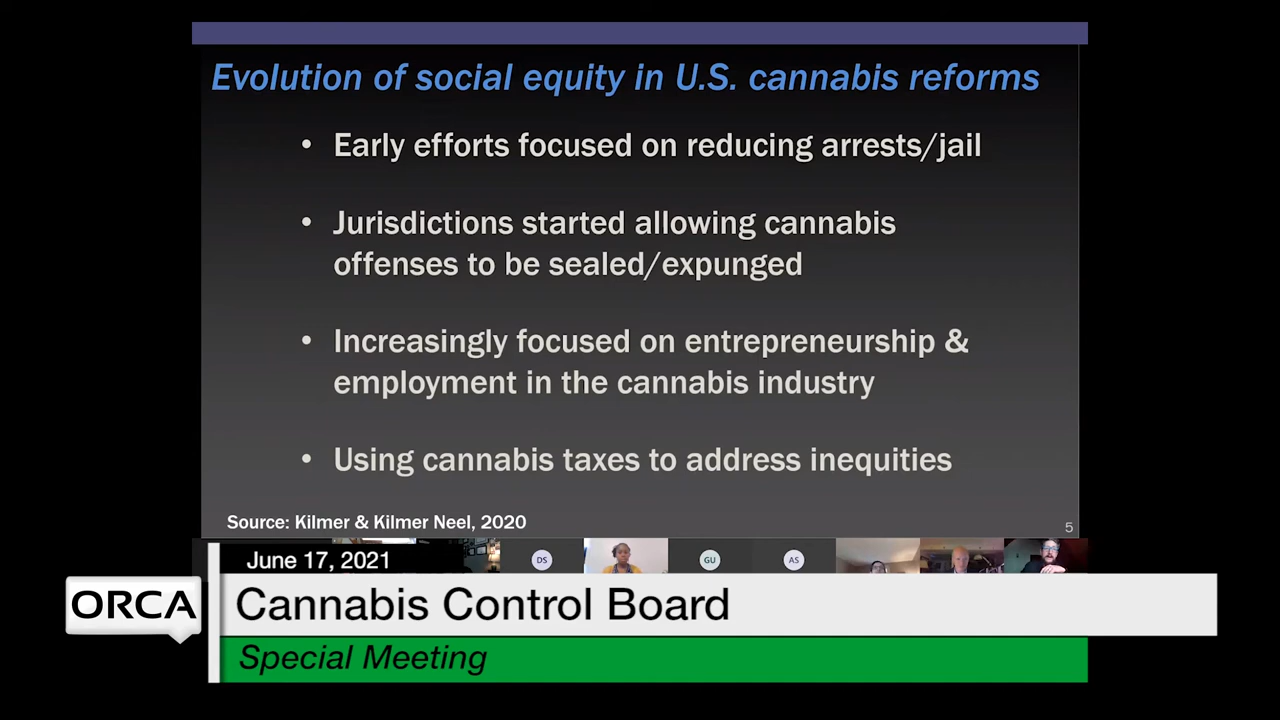 Evolution of social equity in U.S. cannabis reforms
• Early efforts focused on reducing arrests/jail
• Jurisdictions started allowing cannabis
offenses to be sealed/expunged
• Increasingly focused on entrepreneurship &
employment in the cannabis industry
• Using cannabis taxes to address inequities
Source: Kilmer & Kilmer Neel, 2020
5
June 17, 2021
DS
GU
AS
ORCA
Cannabis Control Board
Special Meeting